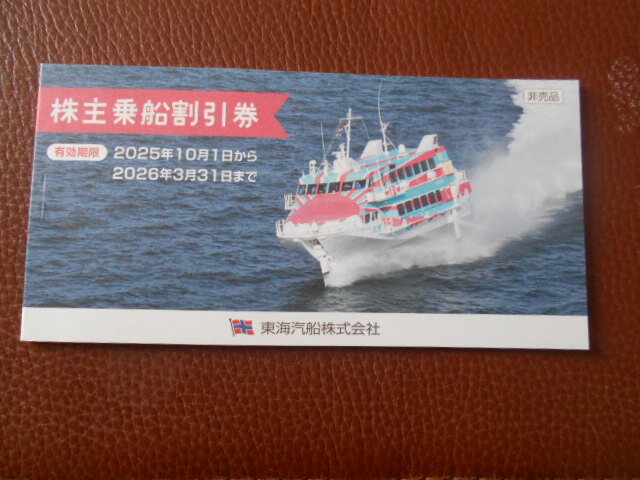 株主乗船割引券
非売品
有効期限 2025年10月1日から
2026年3月31日まで
東海汽船株式会社